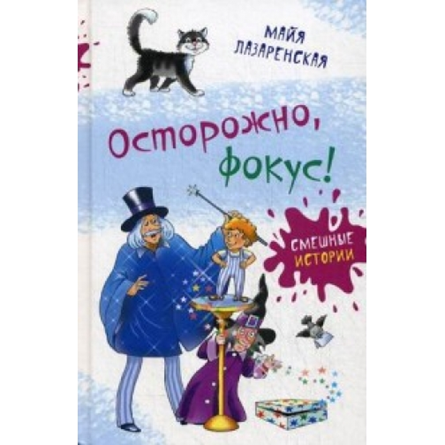 Майя
Лазаренская
Осторожно,
фокус!
Смешные
истории